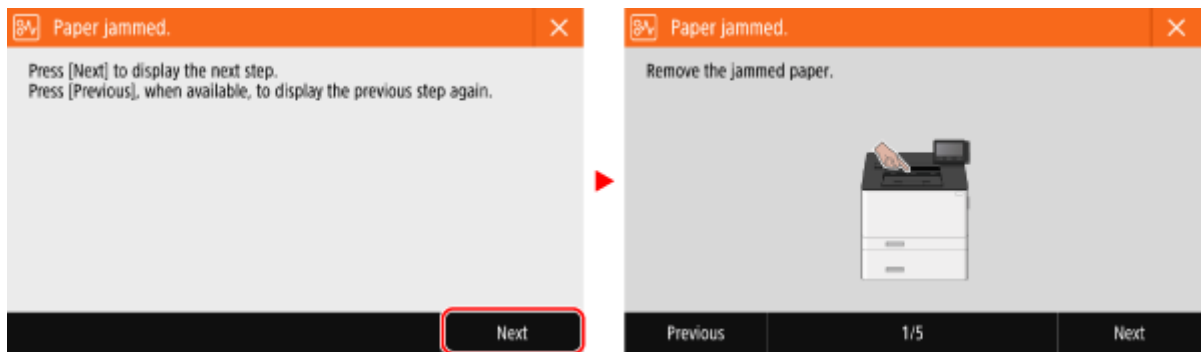 Paper jammed.
Press [Next] to display the next step.
Press [Previous], when available, to display the previous step again.
Next
Paper jammed.
Remove the jammed paper.
Previous
1/5
Next